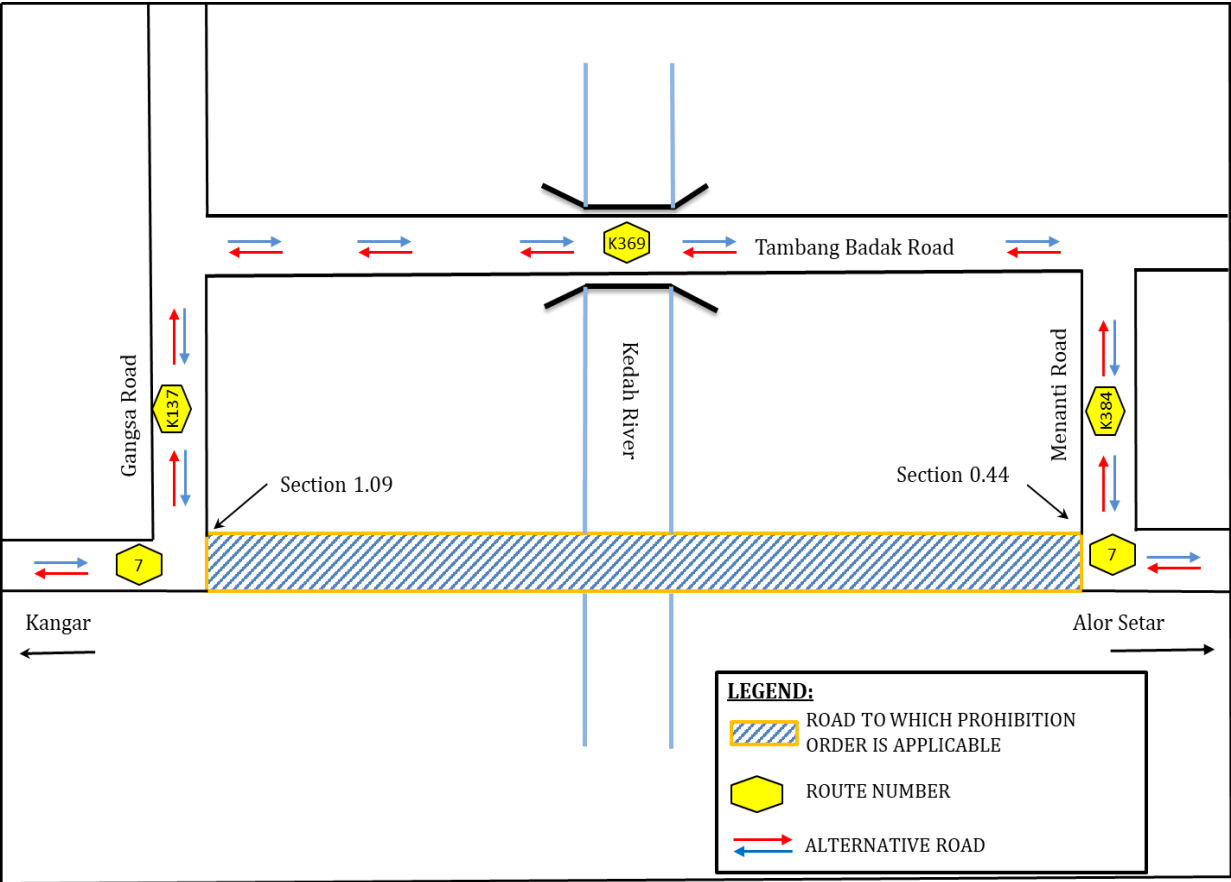 K369
Tambang Badak Road
Gangsa Road
K137
Kedah River
Menanti Road
K384
Section 1.09
Section 0.44
7
7
Kangar
Alor Setar
LEGEND:
ROAD TO WHICH PROHIBITION
ORDER IS APPLICABLE
ROUTE NUMBER
ALTERNATIVE ROAD